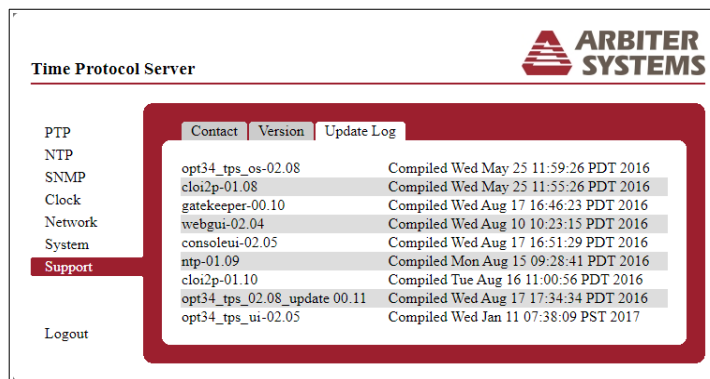 ARBITER
SYSTEMS
Time Protocol Server
PTP
NTP
SNMP
Clock
Network
System
Support
Logout
Contact Version Update Log
opt34_tps_os-02.08 Compiled Wed May 25 11:59:26 PDT 2016
cloi2p-01.08 Compiled Wed May 25 11:55:26 PDT 2016
gatekeeper-00.10 Compiled Wed Aug 17 16:46:23 PDT 2016
webgui-02.04 Compiled Wed Aug 10 10:23:15 PDT 2016
consoleui-02.05 Compiled Wed Aug 17 16:51:29 PDT 2016
ntp-01.09 Compiled Mon Aug 15 09:28:41 PDT 2016
cloi2p-01.10 Compiled Tue Aug 16 11:00:56 PDT 2016
opt34_tps_02.08_update 00.11 Compiled Wed Aug 17 17:34:34 PDT 2016
opt34_tps_ui-02.05 Compiled Wed Jan 11 07:38:09 PST 2017